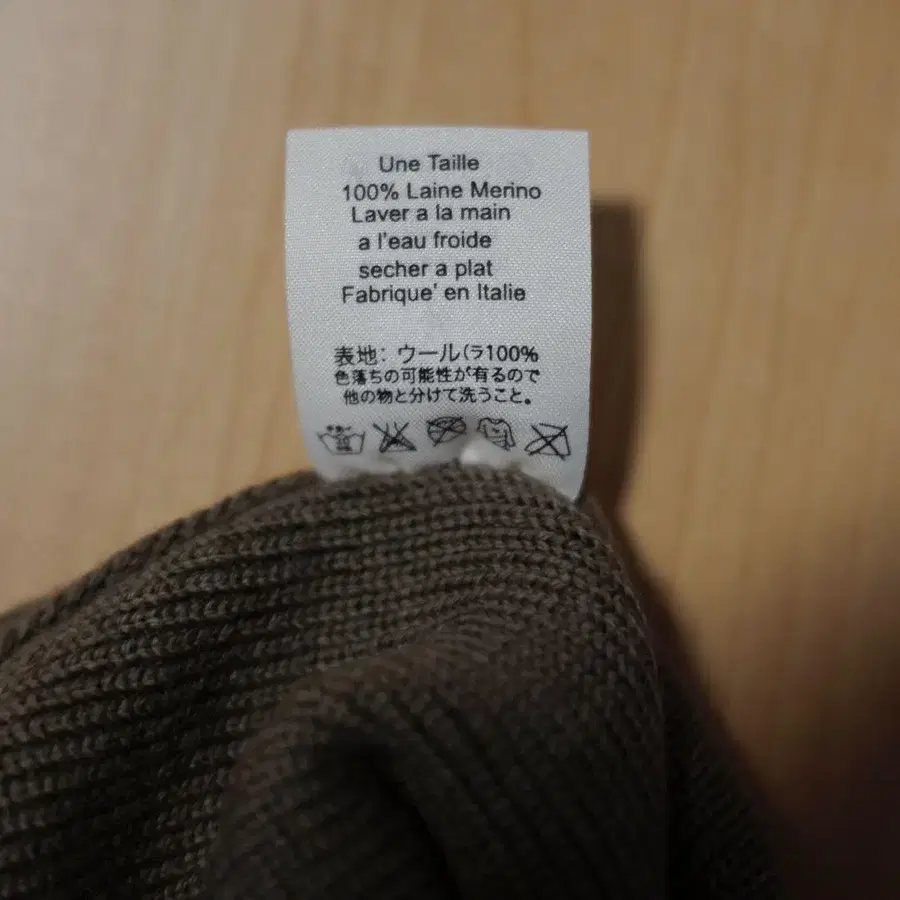 Une Taille
100% Laine Merino
Laver a la main
a l'eau froide
secher a plat
Fabrique' en Italie
表地: ウール(ラ100%
色落ちの可能性が有るので
他の物と分けて洗うこと。